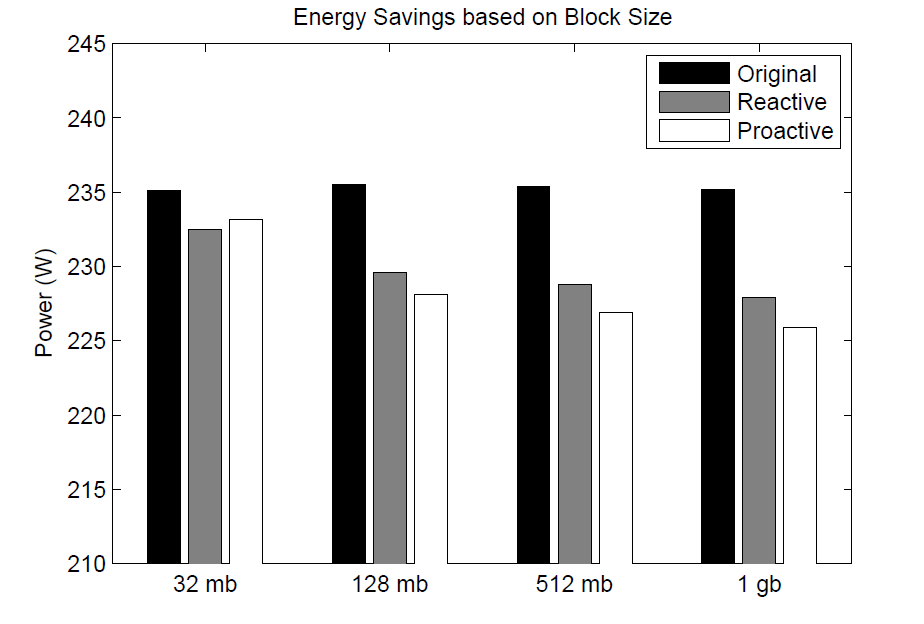 Energy Savings based on Block Size
245
240
235
230
225
220
215
210
Power (W)
Original
Reactive
Proactive
32 mb
128 mb
512 mb
1 gb